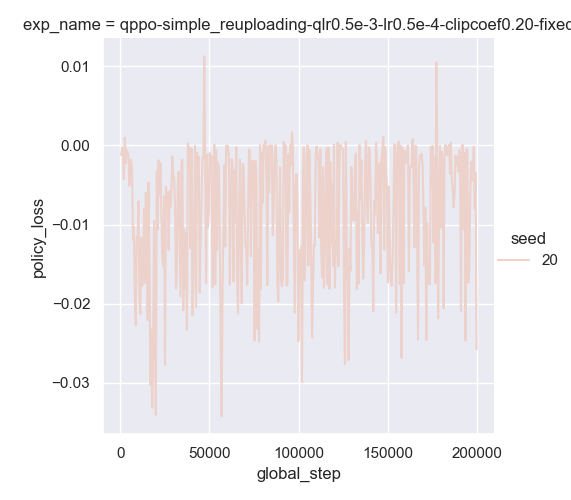 exp_name = qppo-simple_reuploading-qlr0.5e-3-lr0.5e-4-clipcoef0.20-fixed
0.01
0.00
−0.01
−0.02
−0.03
policy_loss
0
50000
100000
150000
200000
global_step
seed
20